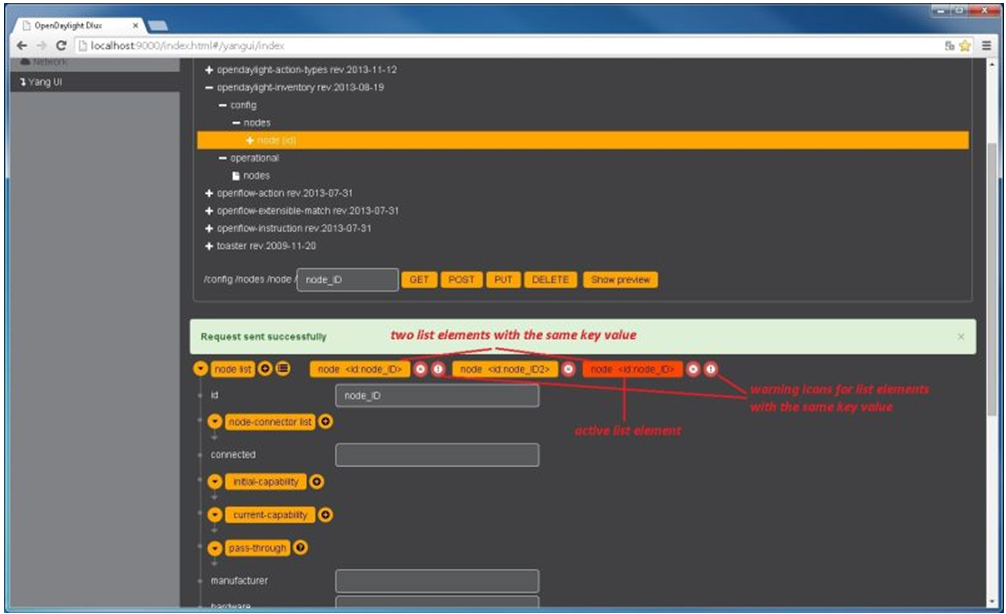 OpenDaylight Dlux
localhost:9000/index.html#/yangui/index
Network
Yang UI
opendaylight-action-types rev.2013-11-12
opendaylight-inventory rev.2013-08-19
config
nodes
node {id}
operational
nodes
openflow-action rev.2013-07-31
openflow-extensible-match rev.2013-07-31
openflow-instruction rev.2013-07-31
toaster rev.2009-11-20
/config /nodes /node / node_ID GET POST PUT DELETE Show preview
Request sent successfully two list elements with the same key value
node list node <id:node_ID> node <id:node_ID2> node <id:node_ID>
id node_ID
warning icons for list elements
with the same key value
node-connector list
active list element
connected
initial-capability
current-capability
pass-through
manufacturer
hardware